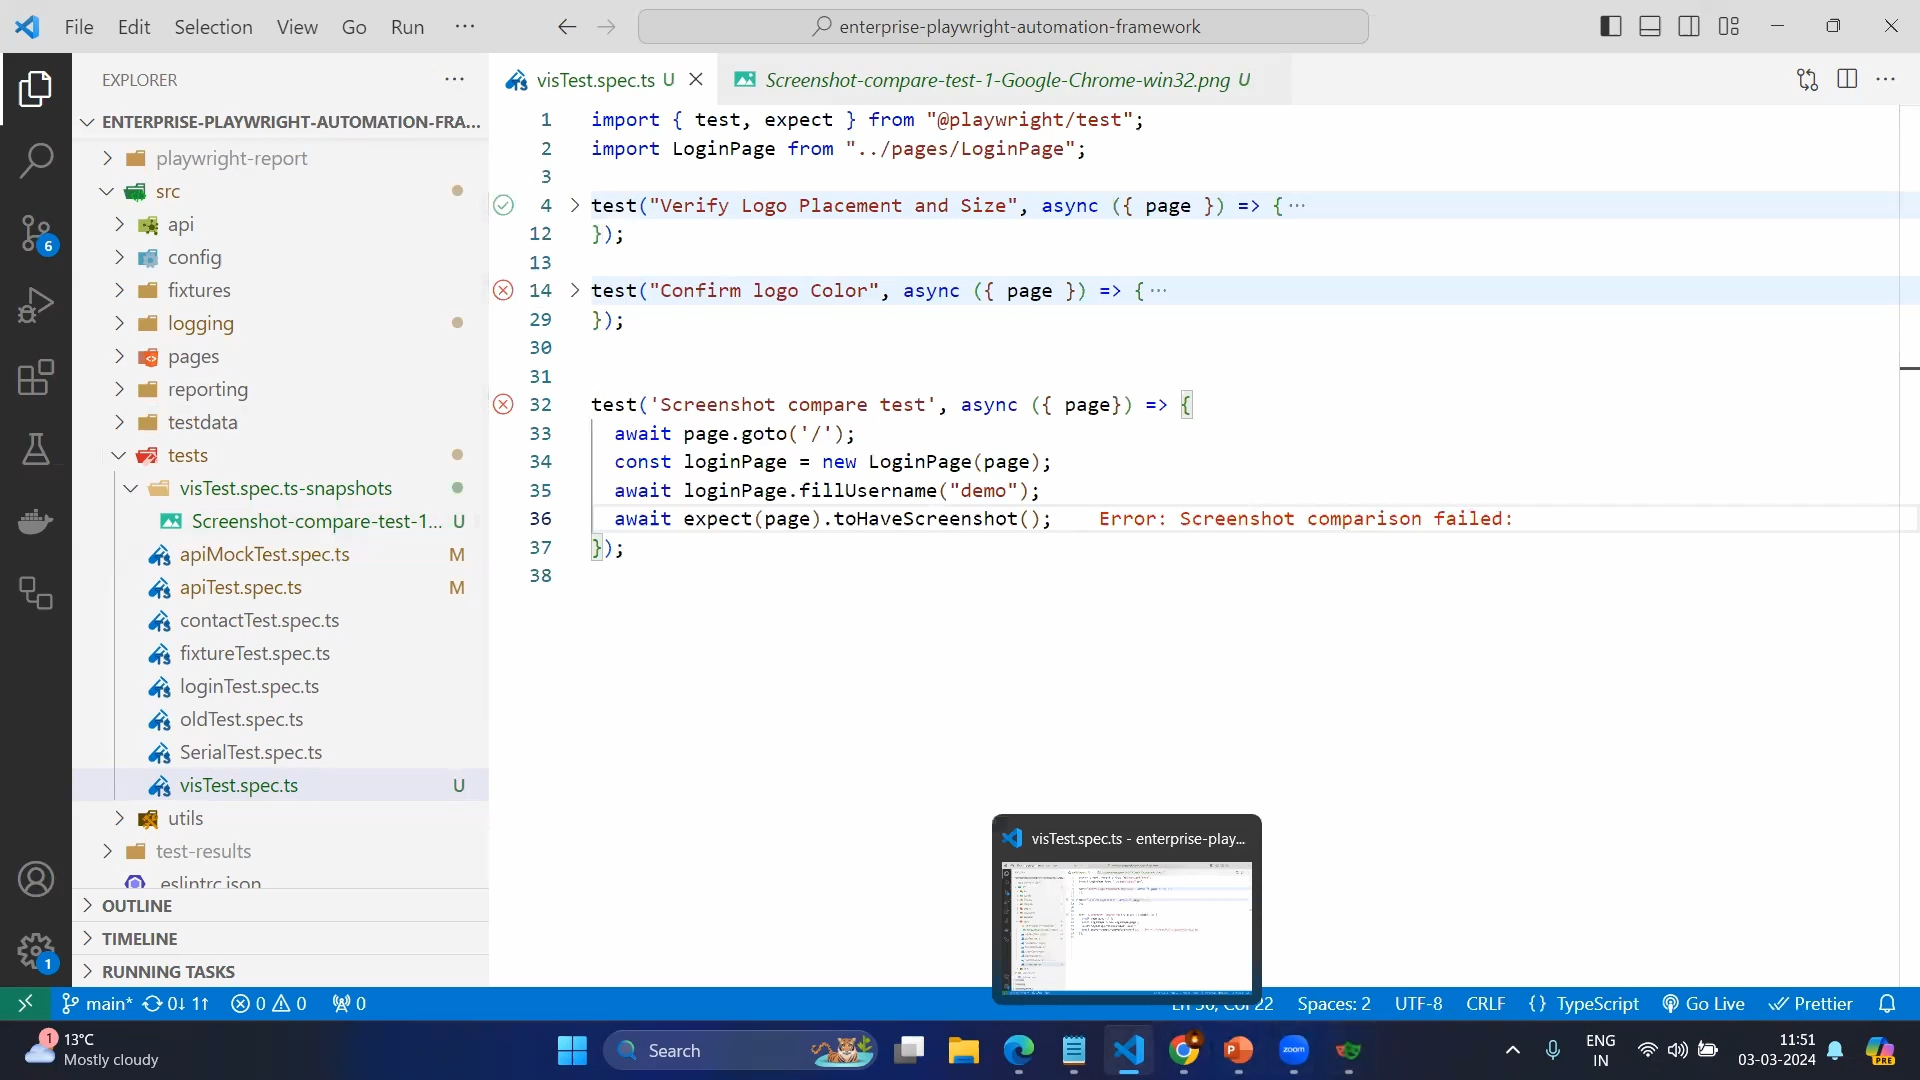 File Edit Selection View Go Run ...
enterprise-playwright-automation-framework
EXPLORER
ENTERPRISE-PLAYWRIGHT-AUTOMATION-FRA...
playwright-report
src
api
config
fixtures
logging
pages
reporting
testdata
tests
visTest.spec.ts-snapshots
Screenshot-compare-test-1... U
apiMockTest.spec.ts M
apiTest.spec.ts M
contactTest.spec.ts
fixtureTest.spec.ts
loginTest.spec.ts
oldTest.spec.ts
SerialTest.spec.ts
visTest.spec.ts U
utils
test-results
.eslintrc.json
OUTLINE
TIMELINE
RUNNING TASKS
6
1
visTest.spec.ts U
Screenshot-compare-test-1-Google-Chrome-win32.png U
1 import { test, expect } from "@playwright/test";
2 import LoginPage from "../pages/LoginPage";
3
4 test("Verify Logo Placement and Size", async ({ page }) => {...
12 });
13
14 test("Confirm logo Color", async ({ page }) => {...
29 });
30
31
32 test('Screenshot compare test', async ({ page}) => {
33 await page.goto('/');
34 const loginPage = new LoginPage(page);
35 await loginPage.fillUsername("demo");
36 await expect(page).toHaveScreenshot(); Error: Screenshot comparison failed:
37 });
38
visTest.spec.ts - enterprise-play...
main* 0↓ 1↑ 0 0 0
Spaces: 2 UTF-8 CRLF {} TypeScript Go Live Prettier
1
13°C
Mostly cloudy
Search
zoom
ENG
IN
11:51
03-03-2024
PRE